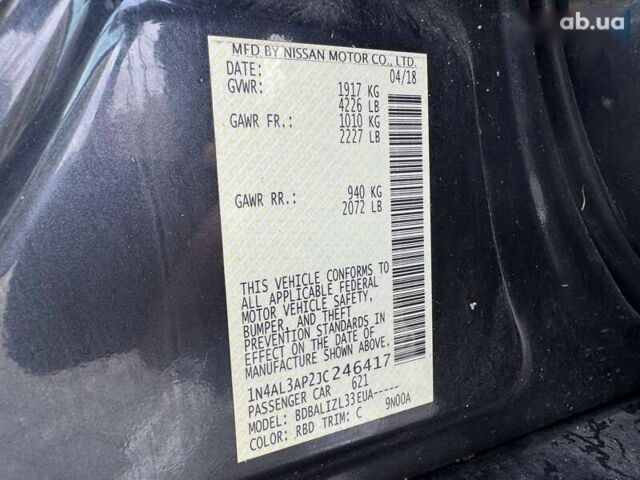 ab.ua
MFD BY NISSAN MOTOR CO., LTD.
DATE: 04/18
GVWR: 1917 KG
4226 LB
GAWR FR.: 1010 KG
2227 LB
GAWR RR.: 940 KG
2072 LB
THIS VEHICLE CONFORMS TO
ALL APPLICABLE FEDERAL
MOTOR VEHICLE SAFETY,
BUMPER, AND THEFT
PREVENTION STANDARDS IN
EFFECT ON THE DATE OF
MANUFACTURE SHOWN ABOVE.
1N4AL3AP2JC246417
PASSENGER CAR 621
MODEL: BDBALIZL33EUA-----
COLOR: RBD TRIM: C 9N00A